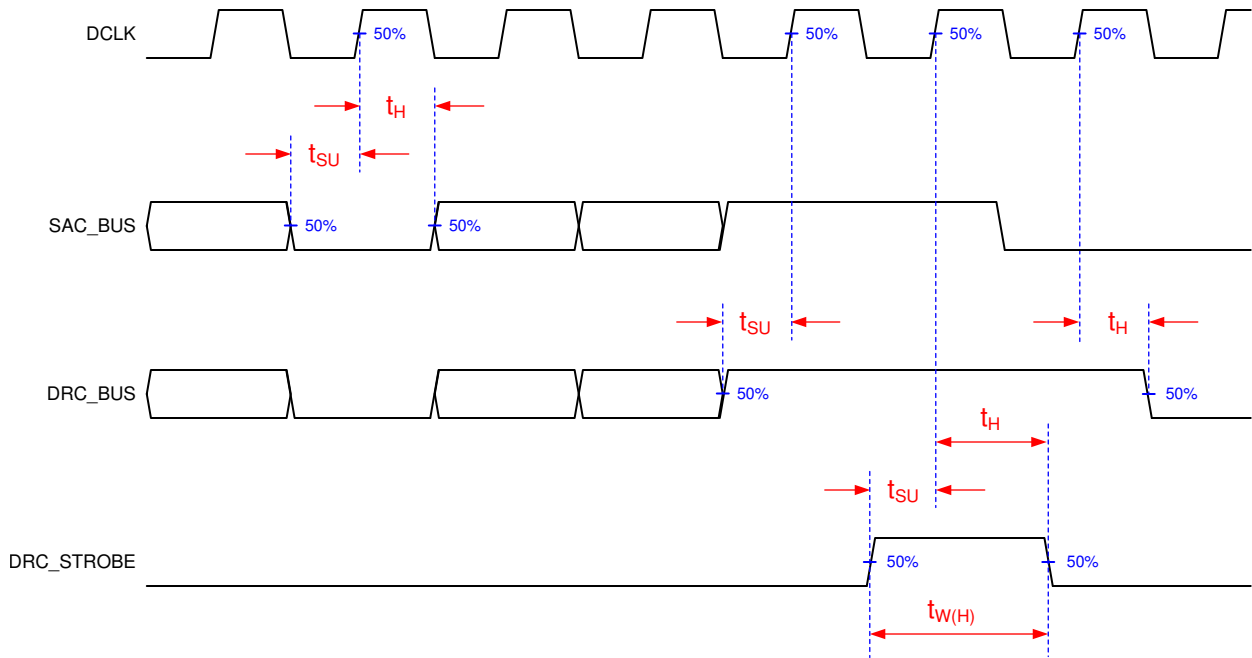 DCLK
50%
50%
50%
50%
tH
tSU
SAC_BUS
50%
50%
tSU
tH
DRC_BUS
50%
50%
tH
tSU
DRC_STROBE
50%
50%
tW(H)